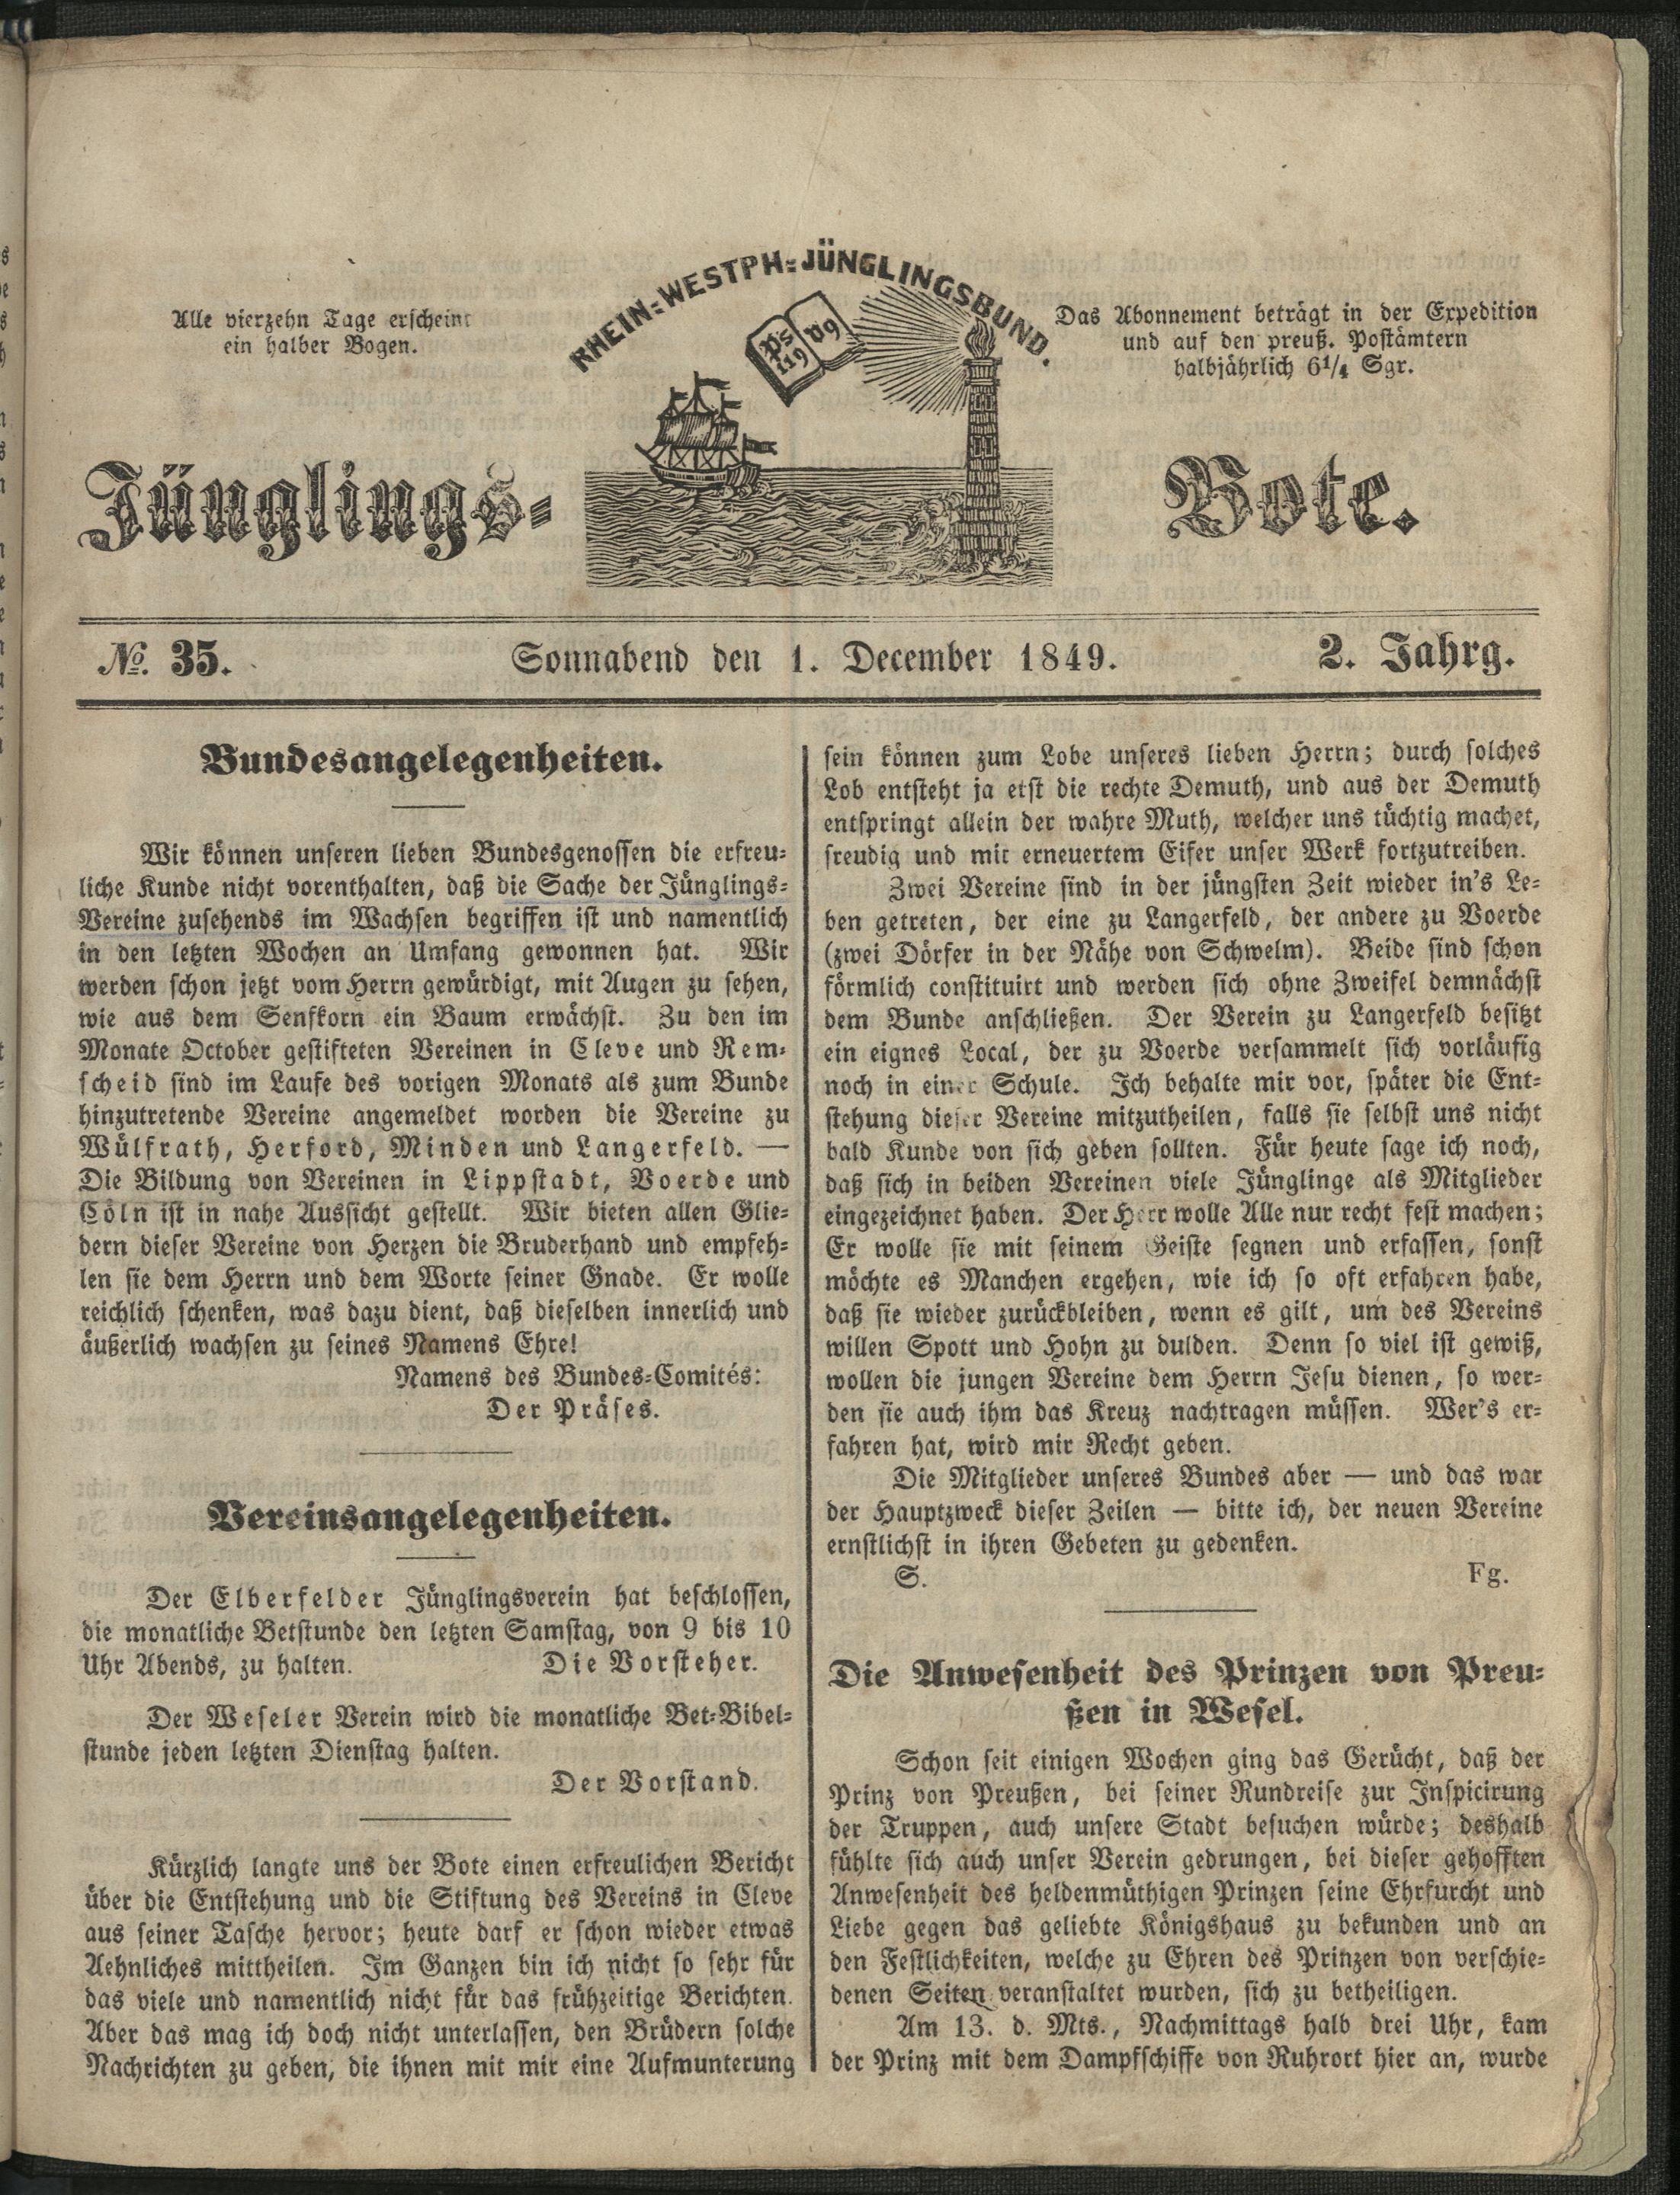 RHEIN-WESTPH-JÜNGLINGSBUND.
ps 119
v9
Alle vierzehn Tage erscheint
ein halber Bogen.
Das Abonnement beträgt in der Expedition
und auf den preuß. Postämtern
halbjährlich 6¼ Sgr.
Jünglings- Bote.
No. 35. Sonnabend den 1. December 1849. 2. Jahrg.
Bundesangelegenheiten.
Wir können unseren lieben Bundesgenossen die erfreu-
liche Kunde nicht vorenthalten, daß die Sache der Jünglings-
Vereine zusehends im Wachsen begriffen ist und namentlich
in den letzten Wochen an Umfang gewonnen hat. Wir
werden schon jetzt vom Herrn gewürdigt, mit Augen zu sehen,
wie aus dem Senfkorn ein Baum erwächst. Zu den im
Monate October gestifteten Vereinen in Cleve und Rem-
scheid sind im Laufe des vorigen Monats als zum Bunde
hinzutretende Vereine angemeldet worden die Vereine zu
Wülfrath, Herford, Minden und Langerfeld. —
Die Bildung von Vereinen in Lippstadt, Voerde und
Cöln ist in nahe Aussicht gestellt. Wir bieten allen Glie-
dern dieser Vereine von Herzen die Bruderhand und empfeh-
len sie dem Herrn und dem Worte seiner Gnade. Er wolle
reichlich schenken, was dazu dient, daß dieselben innerlich und
äußerlich wachsen zu seines Namens Ehre!
Namens des Bundes-Comités:
Der Präses.
Vereinsangelegenheiten.
Der Elberfelder Jünglingsverein hat beschlossen,
die monatliche Betstunde den letzten Samstag, von 9 bis 10
Uhr Abends, zu halten. Die Vorsteher.
Der Weseler Verein wird die monatliche Bet-Bibel-
stunde jeden letzten Dienstag halten.
Der Vorstand.
Kürzlich langte uns der Bote einen erfreulichen Bericht
über die Entstehung und die Stiftung des Vereins in Cleve
aus seiner Tasche hervor; heute darf er schon wieder etwas
Aehnliches mittheilen. Im Ganzen bin ich nicht so sehr für
das viele und namentlich nicht für das frühzeitige Berichten.
Aber das mag ich doch nicht unterlassen, den Brüdern solche
Nachrichten zu geben, die ihnen mit mir eine Aufmunterung
sein können zum Lobe unseres lieben Herrn; durch solches
Lob entsteht ja etst die rechte Demuth, und aus der Demuth
entspringt allein der wahre Muth, welcher uns tüchtig machet,
freudig und mit erneuertem Eifer unser Werk fortzutreiben.
Zwei Vereine sind in der jüngsten Zeit wieder in's Le-
ben getreten, der eine zu Langerfeld, der andere zu Voerde
(zwei Dörfer in der Nähe von Schwelm). Beide sind schon
förmlich constituirt und werden sich ohne Zweifel demnächst
dem Bunde anschließen. Der Verein zu Langerfeld besitzt
ein eignes Local, der zu Voerde versammelt sich vorläufig
noch in einer Schule. Ich behalte mir vor, später die Ent-
stehung dieser Vereine mitzutheilen, falls sie selbst uns nicht
bald Kunde von sich geben sollten. Für heute sage ich noch,
daß sich in beiden Vereinen viele Jünglinge als Mitglieder
eingezeichnet haben. Der Herr wolle Alle nur recht fest machen;
Er wolle sie mit seinem Geiste segnen und erfassen, sonst
möchte es Manchen ergehen, wie ich so oft erfahren habe,
daß sie wieder zurückbleiben, wenn es gilt, um des Vereins
willen Spott und Hohn zu dulden. Denn so viel ist gewiß,
wollen die jungen Vereine dem Herrn Jesu dienen, so wer-
den sie auch ihm das Kreuz nachtragen müssen. Wer's er-
fahren hat, wird mir Recht geben.
Die Mitglieder unseres Bundes aber — und das war
der Hauptzweck dieser Zeilen — bitte ich, der neuen Vereine
ernstlichst in ihren Gebeten zu gedenken.
S. Fg.
Die Anwesenheit des Prinzen von Preu-
ßen in Wesel.
Schon seit einigen Wochen ging das Gerücht, daß der
Prinz von Preußen, bei seiner Rundreise zur Inspicirung
der Truppen, auch unsere Stadt besuchen würde; deshalb
fühlte sich auch unser Verein gedrungen, bei dieser gehofften
Anwesenheit des heldenmüthigen Prinzen seine Ehrfurcht und
Liebe gegen das geliebte Königshaus zu bekunden und an
den Festlichkeiten, welche zu Ehren des Prinzen von verschie-
denen Seiten veranstaltet wurden, sich zu betheiligen.
Am 13. d. Mts., Nachmittags halb drei Uhr, kam
der Prinz mit dem Dampfschiffe von Ruhrort hier an, wurde